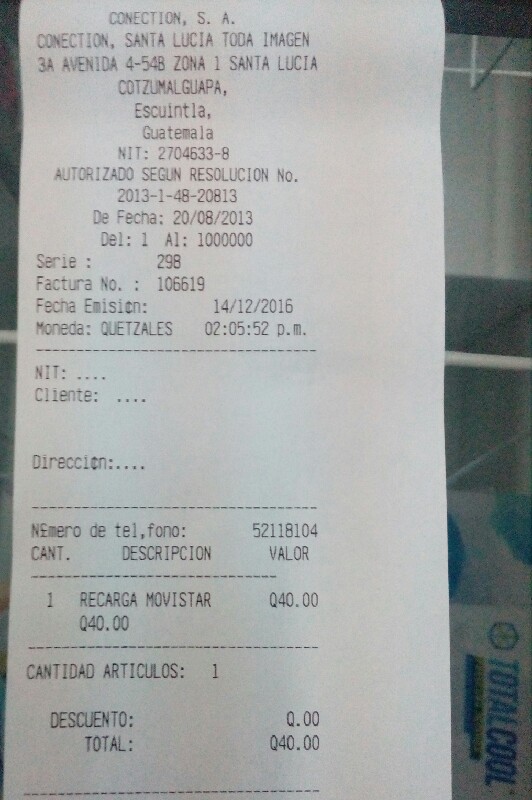 CONECTION, S. A.
CONECTION, SANTA LUCIA TODA IMAGEN
3A AVENIDA 4-54B ZONA 1 SANTA LUCIA
COTZUMALGUAPA,
Escuintla,
Guatemala
NIT: 2704633-8
AUTORIZADO SEGUN RESOLUCION No.
2013-1-48-20813
De Fecha: 20/08/2013
Del: 1 Al: 1000000
Serie : 298
Factura No. : 106619
Fecha Emisi¢n: 14/12/2016
Moneda: QUETZALES 02:05:52 p.m.
NIT: ....
Cliente: ....
Direcci¢n:....
N£mero de tel‚fono: 52118104
CANT. DESCRIPCION VALOR
1 RECARGA MOVISTAR Q40.00
Q40.00
CANTIDAD ARTICULOS: 1
DESCUENTO: Q.00
TOTAL: Q40.00
TOTAL COOL